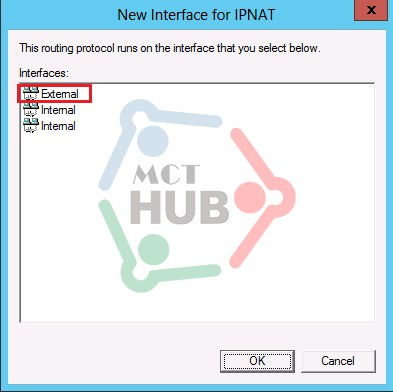 New Interface for IPNAT
x
This routing protocol runs on the interface that you select below.
Interfaces:
External
Internal
Internal
MCT
HUB
OK
Cancel